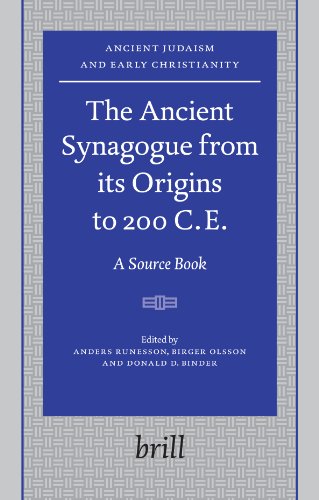 ANCIENT JUDAISM
AND EARLY CHRISTIANITY
The Ancient
Synagogue from
its Origins
to 200 C.E.
A Source Book
Edited by
ANDERS RUNESSON, BIRGER OLSSON
AND DONALD D. BINDER
brill